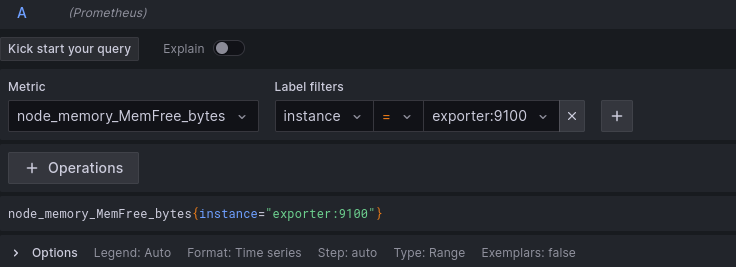 A (Prometheus)
Kick start your query Explain
Metric Label filters
node_memory_MemFree_bytes instance = exporter:9100
+ Operations
node_memory_MemFree_bytes{instance="exporter:9100"}
Options Legend: Auto Format: Time series Step: auto Type: Range Exemplars: false